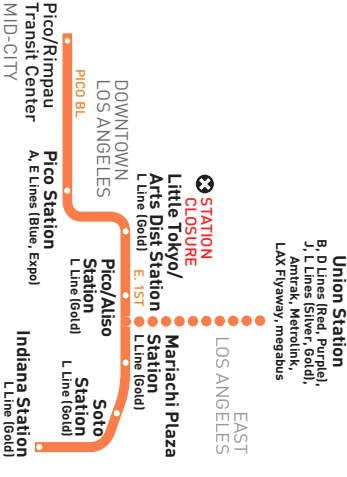 MID-CITY
Pico/Rimpau
Transit Center
PICO BL
Pico Station
A, E Lines (Blue, Expo)
DOWNTOWN
LOS ANGELES
STATION
CLOSURE
Little Tokyo/
Arts Dist Station
L Line (Gold)
E. 1ST
Pico/Aliso
Station
L Line (Gold)
Union Station
B, D Lines (Red, Purple),
J, L Lines (Silver, Gold),
Amtrak, Metrolink,
LAX Flyaway, megabus
Mariachi Plaza
Station
L Line (Gold)
EAST
LOS ANGELES
Soto
Station
L Line (Gold)
Indiana Station
L Line (Gold)